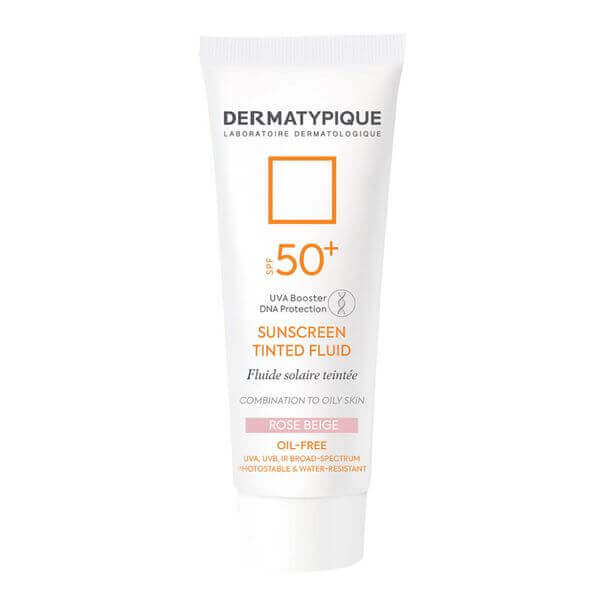 DERMATYPIQUE
LABORATOIRE DERMATOLOGIQUE
SPF 50+
UVA Booster
DNA Protection
SUNSCREEN
TINTED FLUID
Fluide solaire teintée
COMBINATION TO OILY SKIN
ROSE BEIGE
OIL-FREE
UVA, UVB, IR BROAD-SPECTRUM
PHOTOSTABLE & WATER-RESISTANT